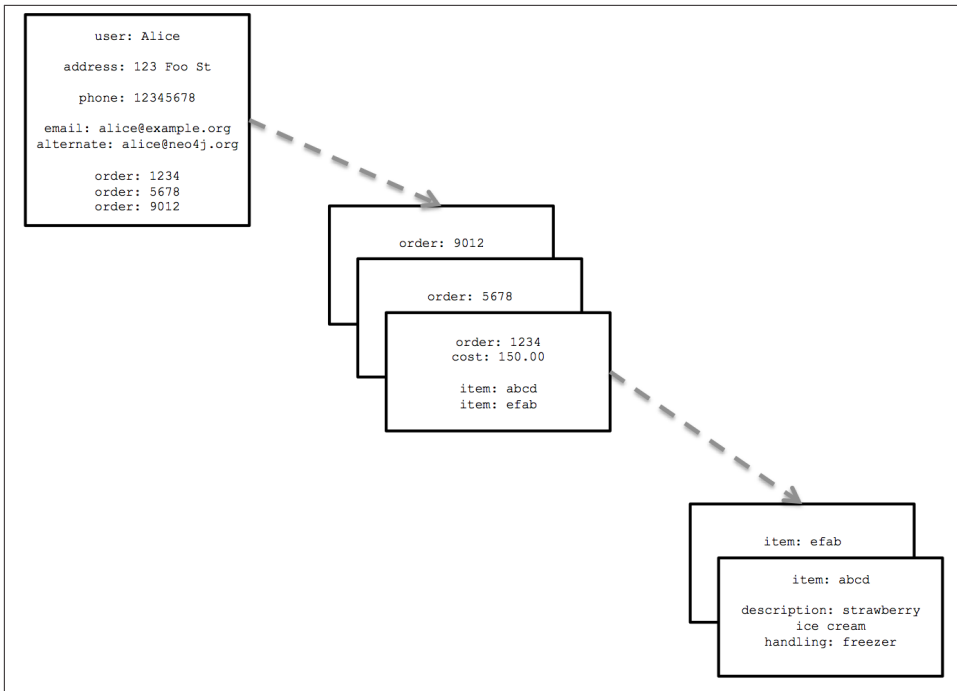 user: Alice
address: 123 Foo St
phone: 12345678
email: alice@example.org
alternate: alice@neo4j.org
order: 1234
order: 5678
order: 9012
order: 9012
order: 5678
order: 1234
cost: 150.00
item: abcd
item: efab
item: efab
item: abcd
description: strawberry
ice cream
handling: freezer